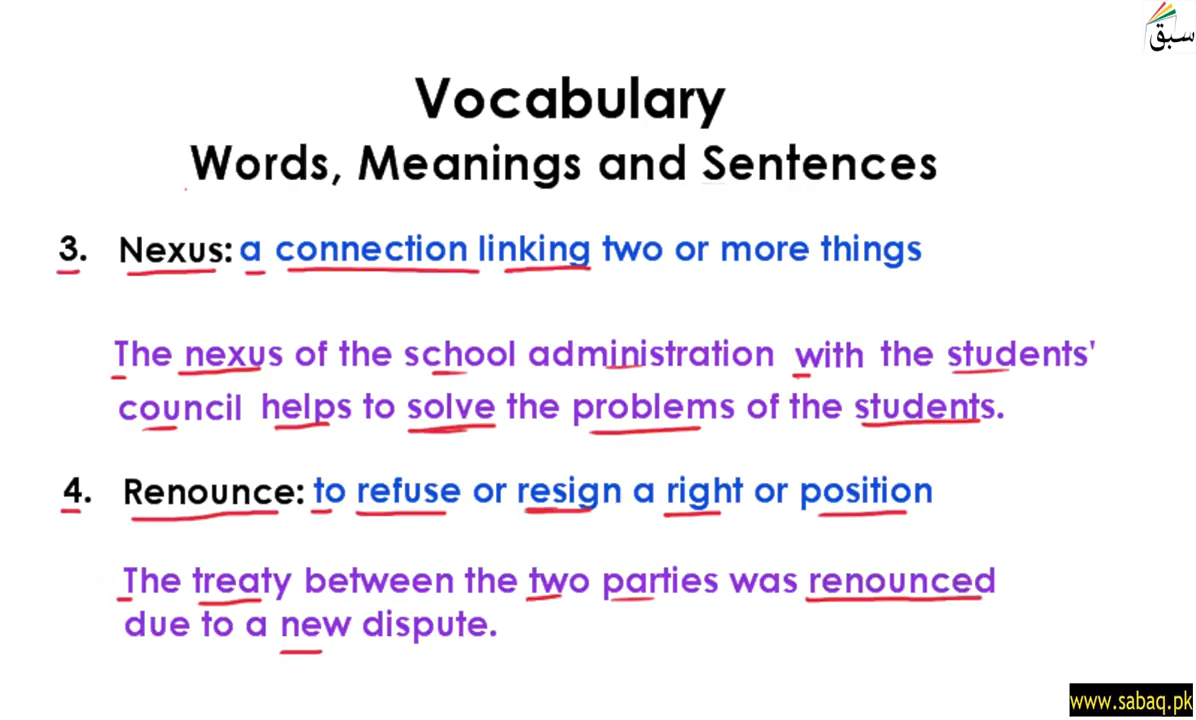 سبق
Vocabulary
Words, Meanings and Sentences
3. Nexus: a connection linking two or more things
The nexus of the school administration with the students'
council helps to solve the problems of the students.
4. Renounce: to refuse or resign a right or position
The treaty between the two parties was renounced
due to a new dispute.
www.sabaq.pk